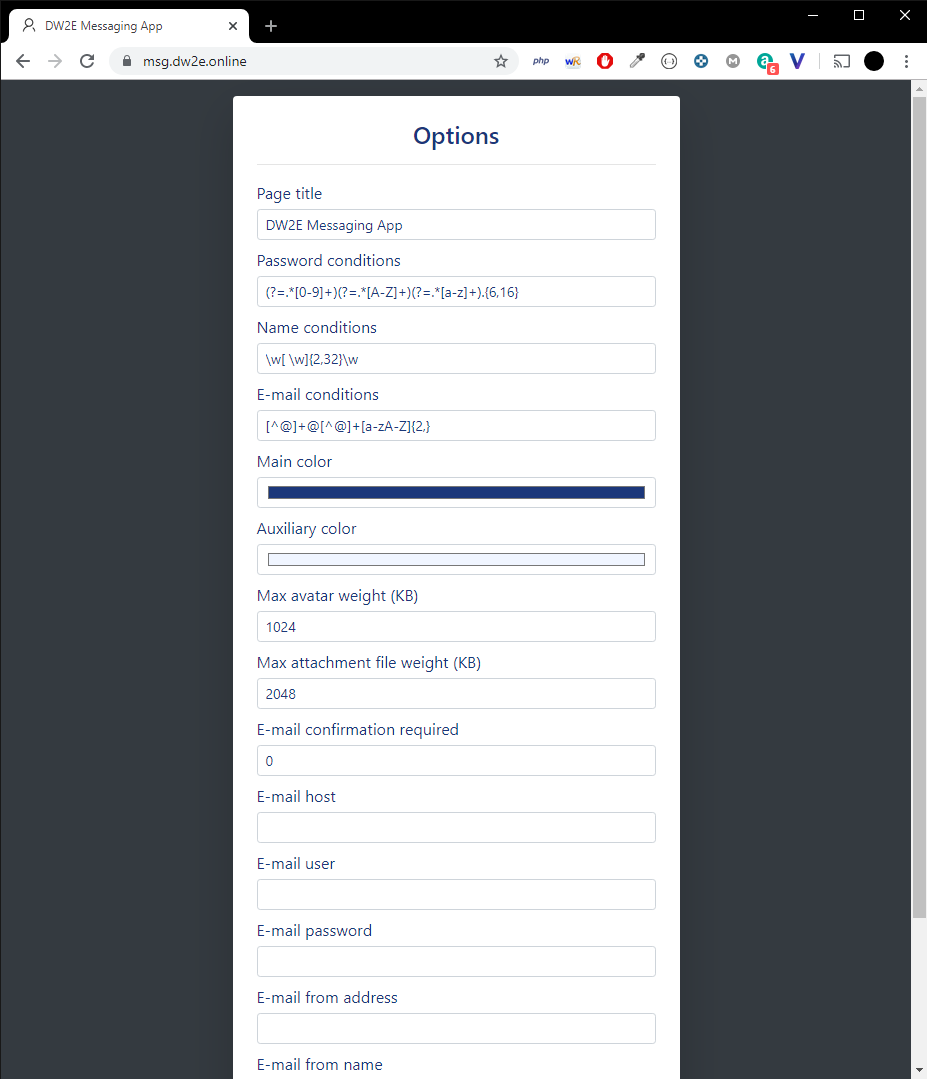 DW2E Messaging App
msg.dw2e.online
php
wR
{··}
M
a
6
V
Options
Page title
DW2E Messaging App
Password conditions
(?=.*[0-9]+)(?=.*[A-Z]+)(?=.*[a-z]+).{6,16}
Name conditions
\w[ \w]{2,32}\w
E-mail conditions
[^@]+@[^@]+[a-zA-Z]{2,}
Main color
Auxiliary color
Max avatar weight (KB)
1024
Max attachment file weight (KB)
2048
E-mail confirmation required
0
E-mail host
E-mail user
E-mail password
E-mail from address
E-mail from name